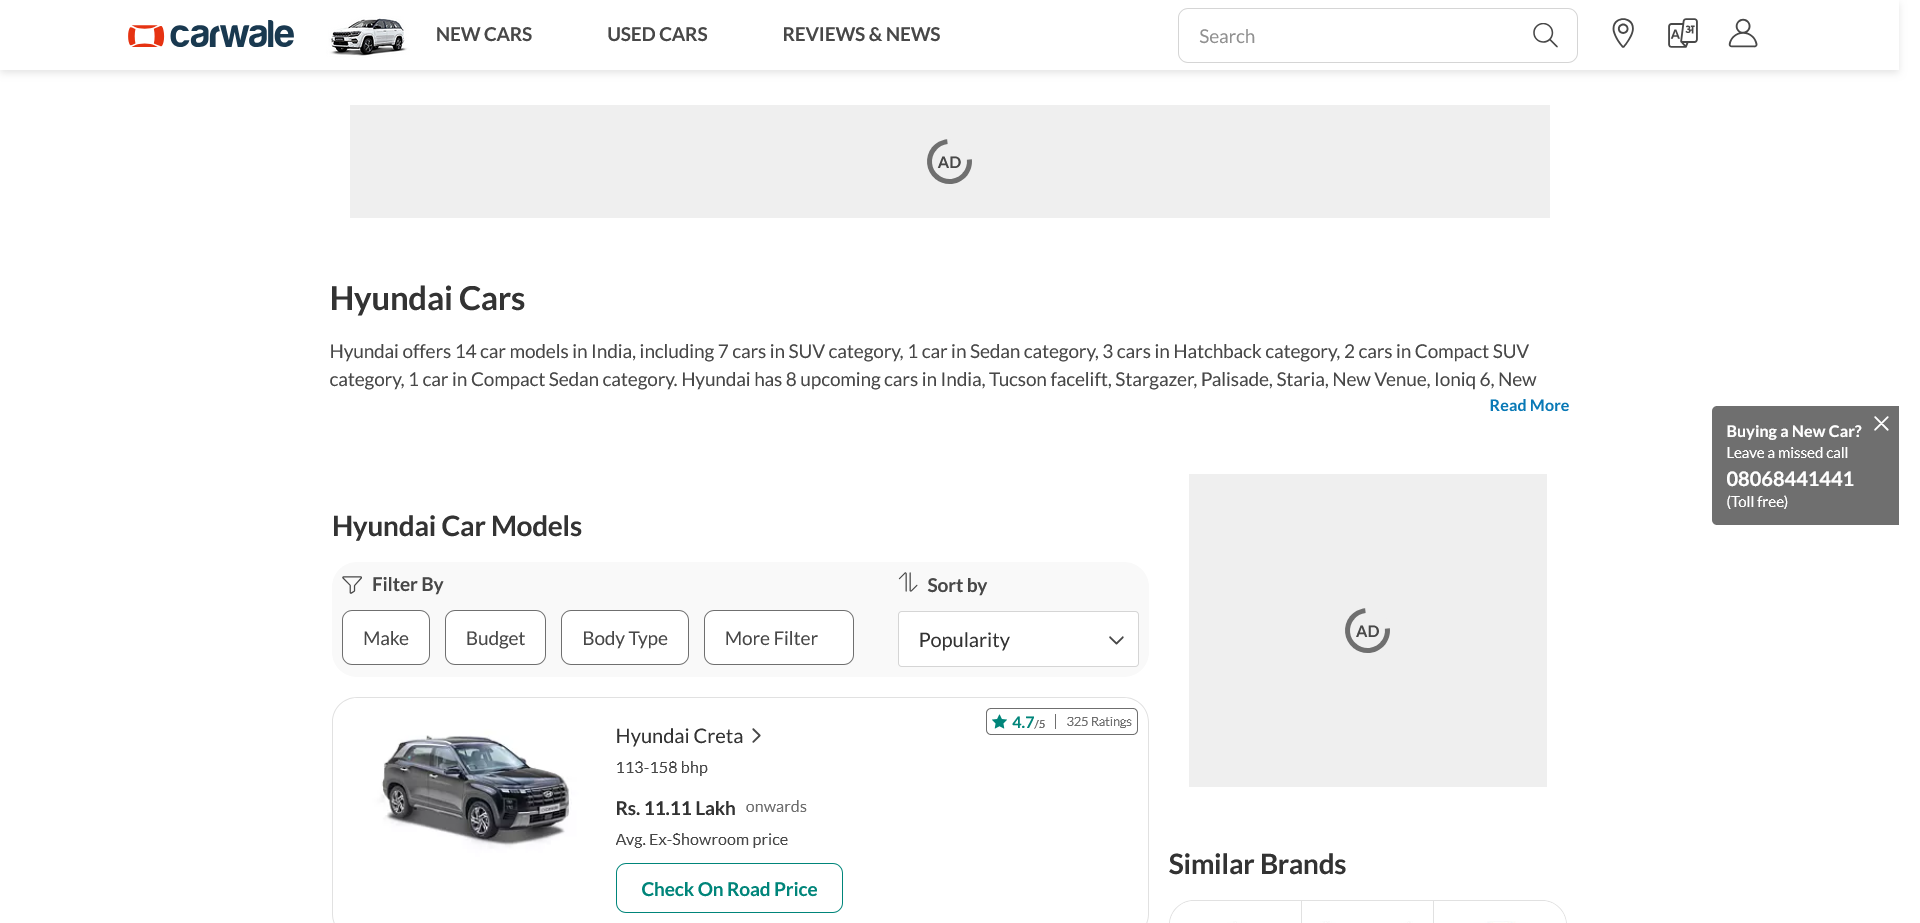 carwale
NEW CARS
USED CARS
REVIEWS & NEWS
Search
A अ
AD
Hyundai Cars
Hyundai offers 14 car models in India, including 7 cars in SUV category, 1 car in Sedan category, 3 cars in Hatchback category, 2 cars in Compact SUV
category, 1 car in Compact Sedan category. Hyundai has 8 upcoming cars in India, Tucson facelift, Stargazer, Palisade, Staria, New Venue, Ioniq 6, New
Read More
Buying a New Car?
Leave a missed call
08068441441
(Toll free)
Hyundai Car Models
Filter By
Sort by
Make
Budget
Body Type
More Filter
Popularity
AD
4.7/5 | 325 Ratings
Hyundai Creta
113-158 bhp
Rs. 11.11 Lakh onwards
Avg. Ex-Showroom price
Check On Road Price
Similar Brands